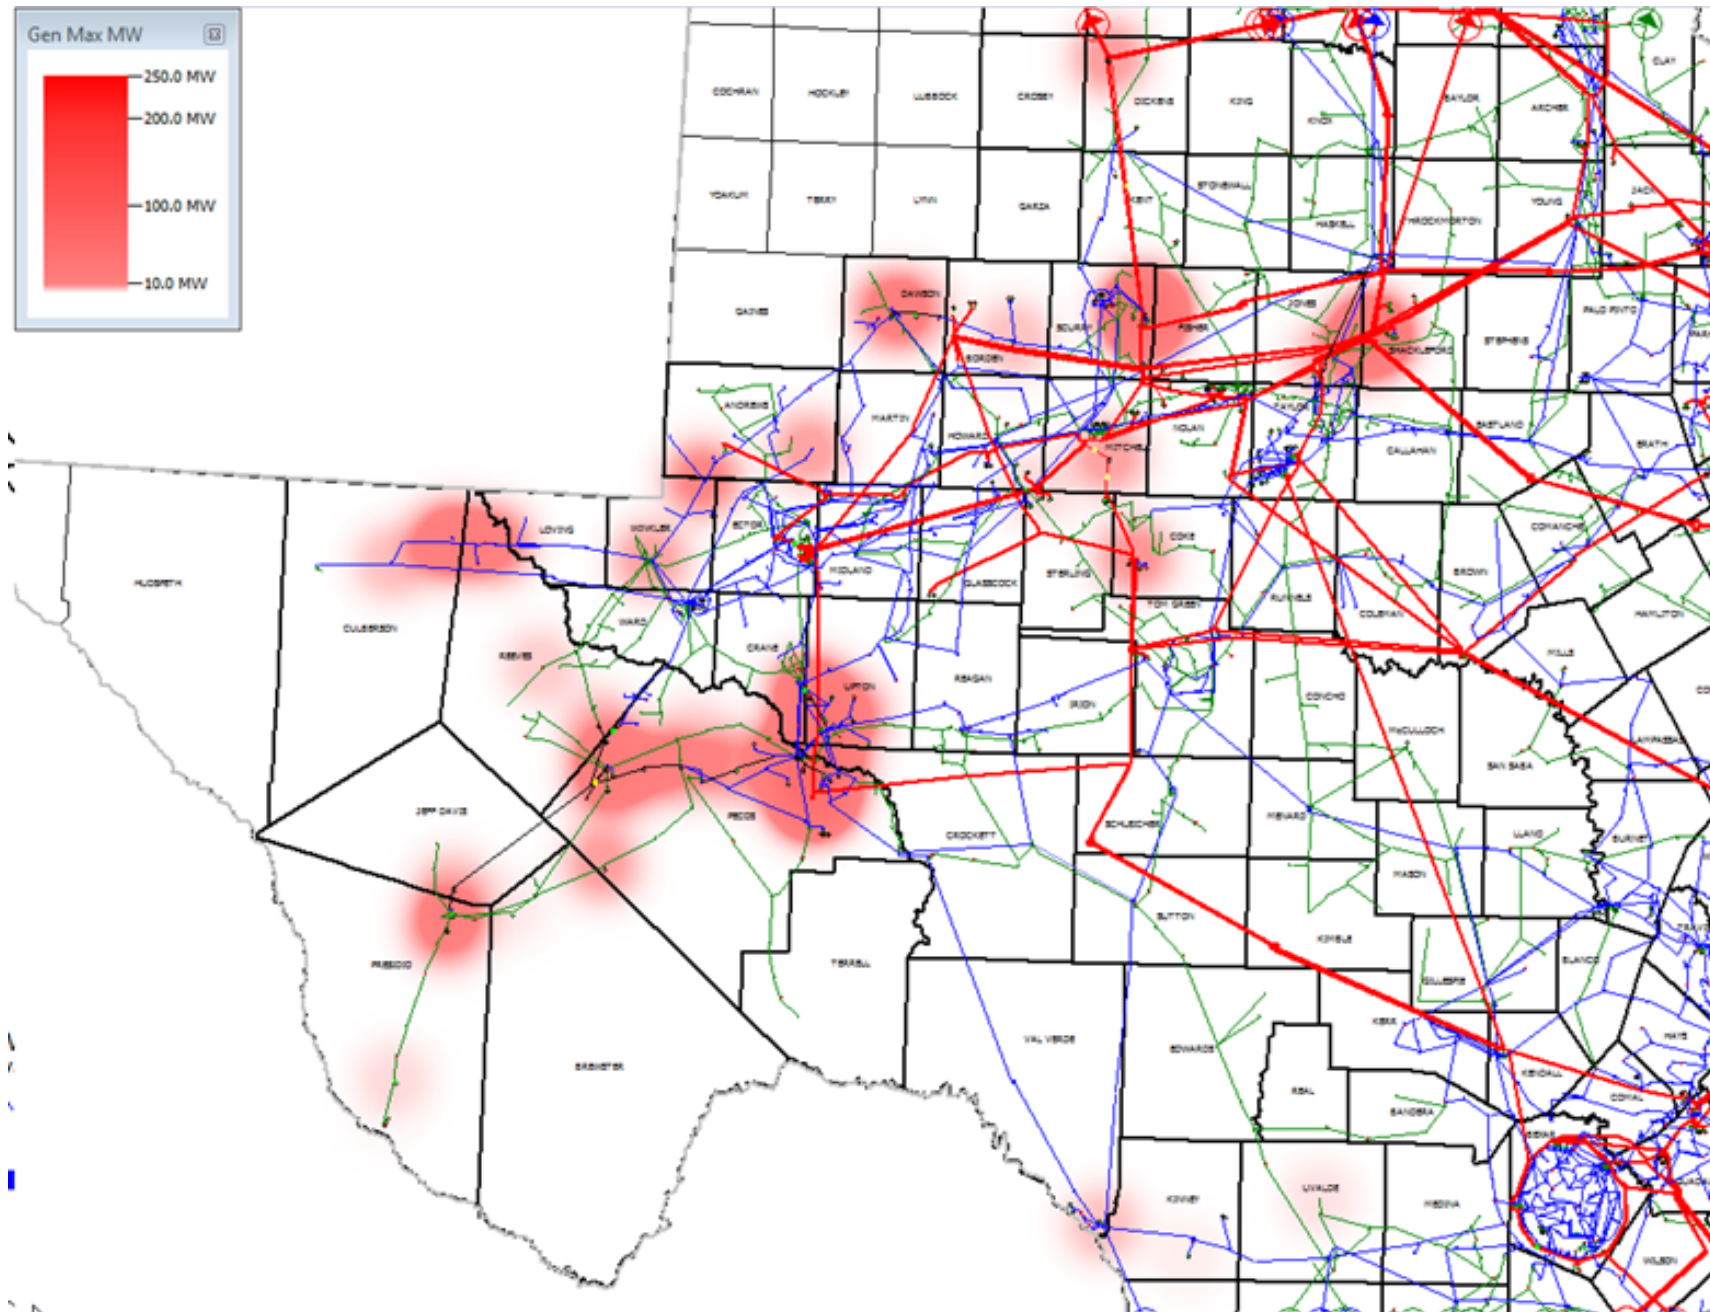 Gen Max MW
250.0 MW
200.0 MW
100.0 MW
10.0 MW
CLAY
COCHRAN HOCKLEY LUBBOCK CROSBY DICKENS KING KNOX BAYLOR ARCHER
YOAKUM TERRY LYNN GARZA KENT STONEWALL HASKELL THROCKMORTON YOUNG JACK
GAINES DAWSON BORDEN SCURRY FISHER JONES SHACKELFORD STEPHENS PALO PINTO
ANDREWS MARTIN HOWARD MITCHELL NOLAN TAYLOR CALLAHAN EASTLAND ERATH
HUDSPETH CULBERSON LOVING WINKLER ECTOR MIDLAND GLASSCOCK STERLING COKE RUNNELS COLEMAN BROWN COMANCHE HAMILTON
REEVES WARD CRANE UPTON REAGAN IRION TOM GREEN CONCHO McCULLOCH SAN SABA MILLS
JEFF DAVIS PECOS CROCKETT SCHLEICHER MENARD MASON LLANO BURNET
PRESIDIO BREWSTER TERRELL SUTTON KIMBLE GILLESPIE BLANCO
VAL VERDE EDWARDS REAL KERR BANDERA KENDALL COMAL HAYS
KINNEY UVALDE MEDINA BEXAR WILSON